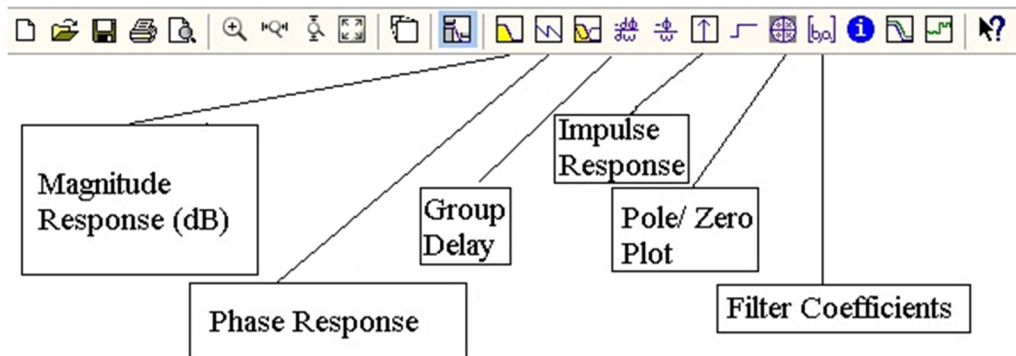 [b,a]
Magnitude
Response (dB)
Phase Response
Group
Delay
Impulse
Response
Pole/ Zero
Plot
Filter Coefficients